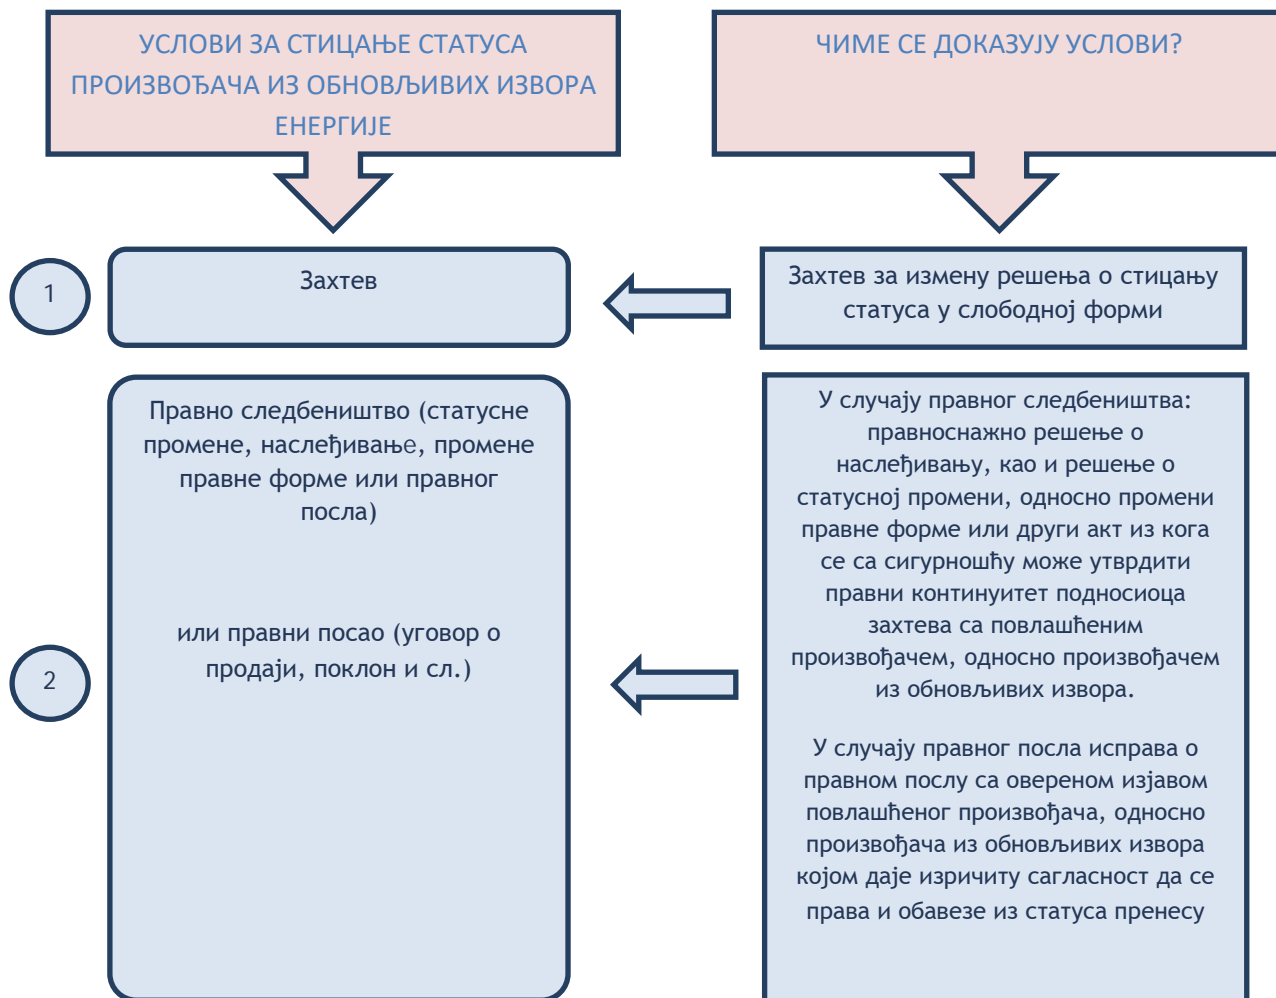 УСЛОВИ ЗА СТИЦАЊЕ СТАТУСА
ПРОИЗВОЂАЧА ИЗ ОБНОВЉИВИХ ИЗВОРА
ЕНЕРГИЈЕ
ЧИМЕ СЕ ДОКАЗУЈУ УСЛОВИ?
1
Захтев
Захтев за измену решења о стицању
статуса у слободној форми
2
Правно следбеништво (статусне
промене, наслеђивање, промене
правне форме или правног
посла)
или правни посао (уговор о
продаји, поклон и сл.)
У случају правног следбеништва:
правноснажно решење о
наслеђивању, као и решење о
статусној промени, односно промени
правне форме или други акт из кога
се са сигурношћу може утврдити
правни континуитет подносиоца
захтева са повлашћеним
произвођачем, односно произвођачем
из обновљивих извора.
У случају правног посла исправа о
правном послу са овереном изјавом
повлашћеног произвођача, односно
произвођача из обновљивих извора
којом даје изричиту сагласност да се
права и обавезе из статуса пренесу